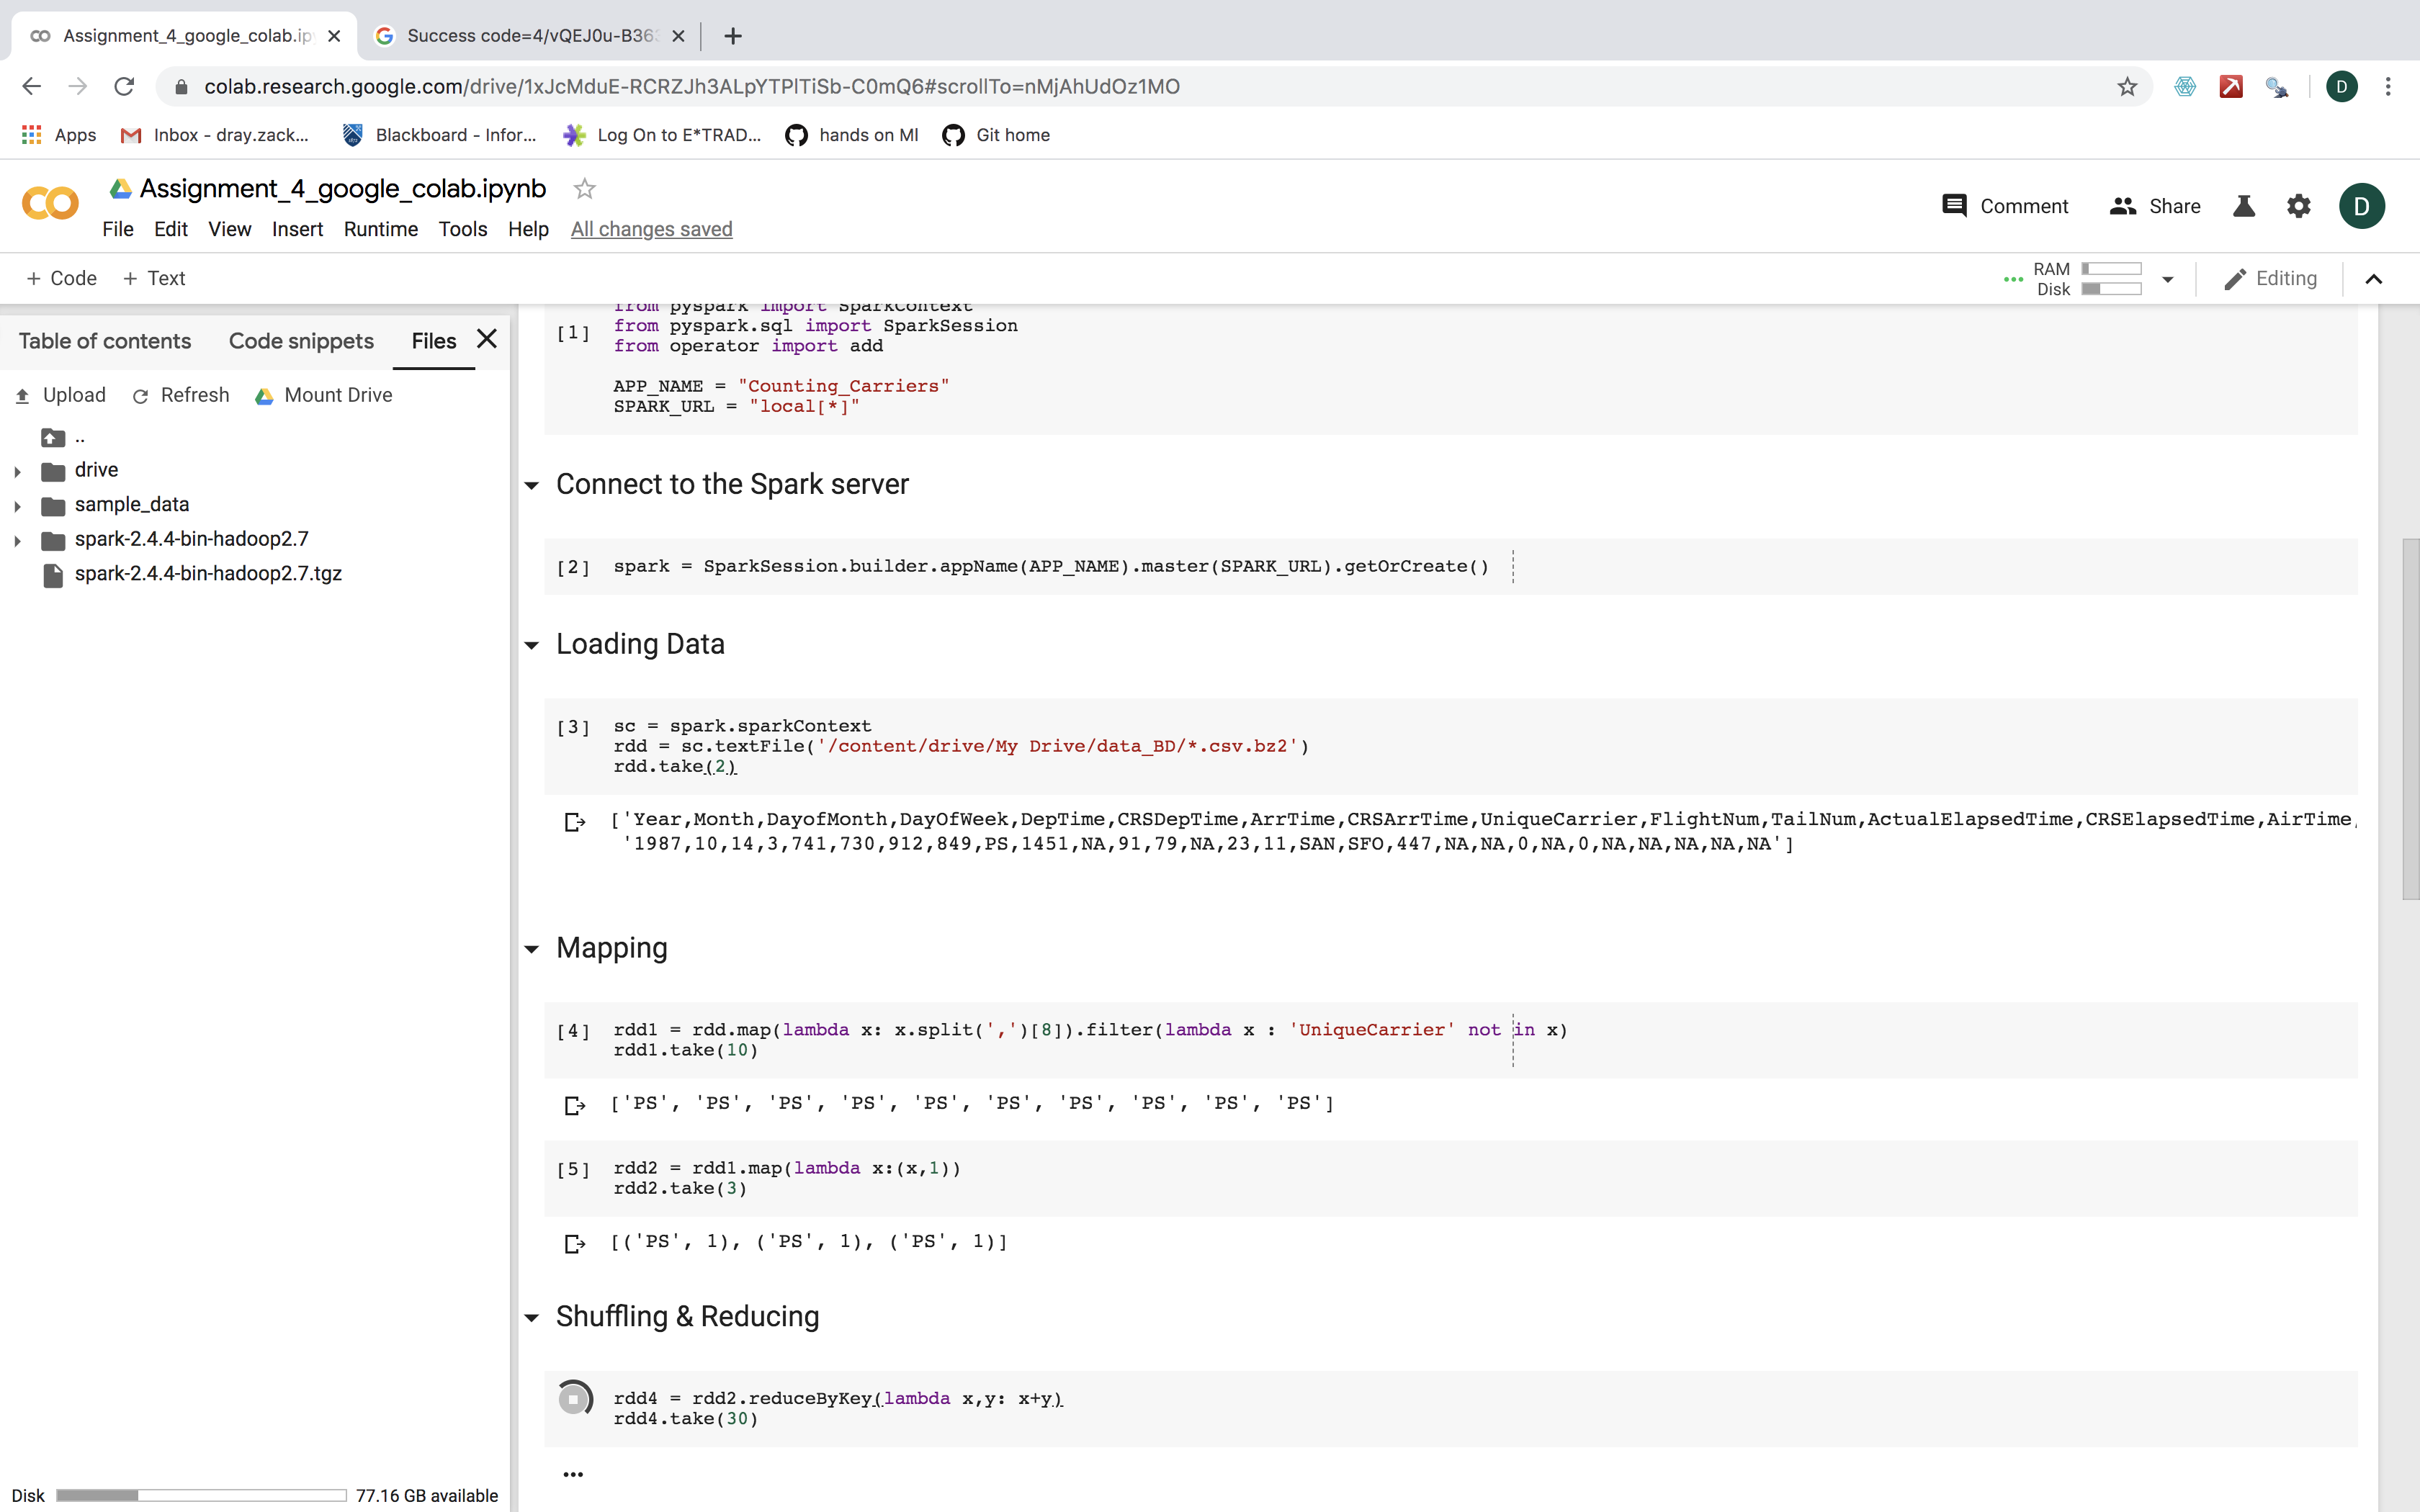 Assignment_4_google_colab.ip
Success code=4/vQEJ0u-B363
colab.research.google.com/drive/1xJcMduE-RCRZJh3ALpYTPlTiSb-C0mQ6#scrollTo=nMjAhUdOz1MO
D
Apps
Inbox - dray.zack...
Blackboard - Infor...
Log On to E*TRAD...
hands on Ml
Git home
Assignment_4_google_colab.ipynb
Comment
Share
D
File Edit View Insert Runtime Tools Help All changes saved
+ Code + Text
RAM
Disk
Editing
Table of contents Code snippets Files
Upload Refresh Mount Drive
..
drive
sample_data
spark-2.4.4-bin-hadoop2.7
spark-2.4.4-bin-hadoop2.7.tgz
Disk 77.16 GB available
from pyspark import SparkContext
[1] from pyspark.sql import SparkSession
from operator import add
APP_NAME = "Counting_Carriers"
SPARK_URL = "local[*]"
Connect to the Spark server
[2] spark = SparkSession.builder.appName(APP_NAME).master(SPARK_URL).getOrCreate()
Loading Data
[3] sc = spark.sparkContext
rdd = sc.textFile('/content/drive/My Drive/data_BD/*.csv.bz2')
rdd.take(2)
['Year,Month,DayofMonth,DayOfWeek,DepTime,CRSDepTime,ArrTime,CRSArrTime,UniqueCarrier,FlightNum,TailNum,ActualElapsedTime,CRSElapsedTime,AirTime,
'1987,10,14,3,741,730,912,849,PS,1451,NA,91,79,NA,23,11,SAN,SFO,447,NA,NA,0,NA,0,NA,NA,NA,NA,NA']
Mapping
[4] rdd1 = rdd.map(lambda x: x.split(',')[8]).filter(lambda x : 'UniqueCarrier' not in x)
rdd1.take(10)
['PS', 'PS', 'PS', 'PS', 'PS', 'PS', 'PS', 'PS', 'PS', 'PS']
[5] rdd2 = rdd1.map(lambda x:(x,1))
rdd2.take(3)
[('PS', 1), ('PS', 1), ('PS', 1)]
Shuffling & Reducing
rdd4 = rdd2.reduceByKey(lambda x,y: x+y)
rdd4.take(30)
...